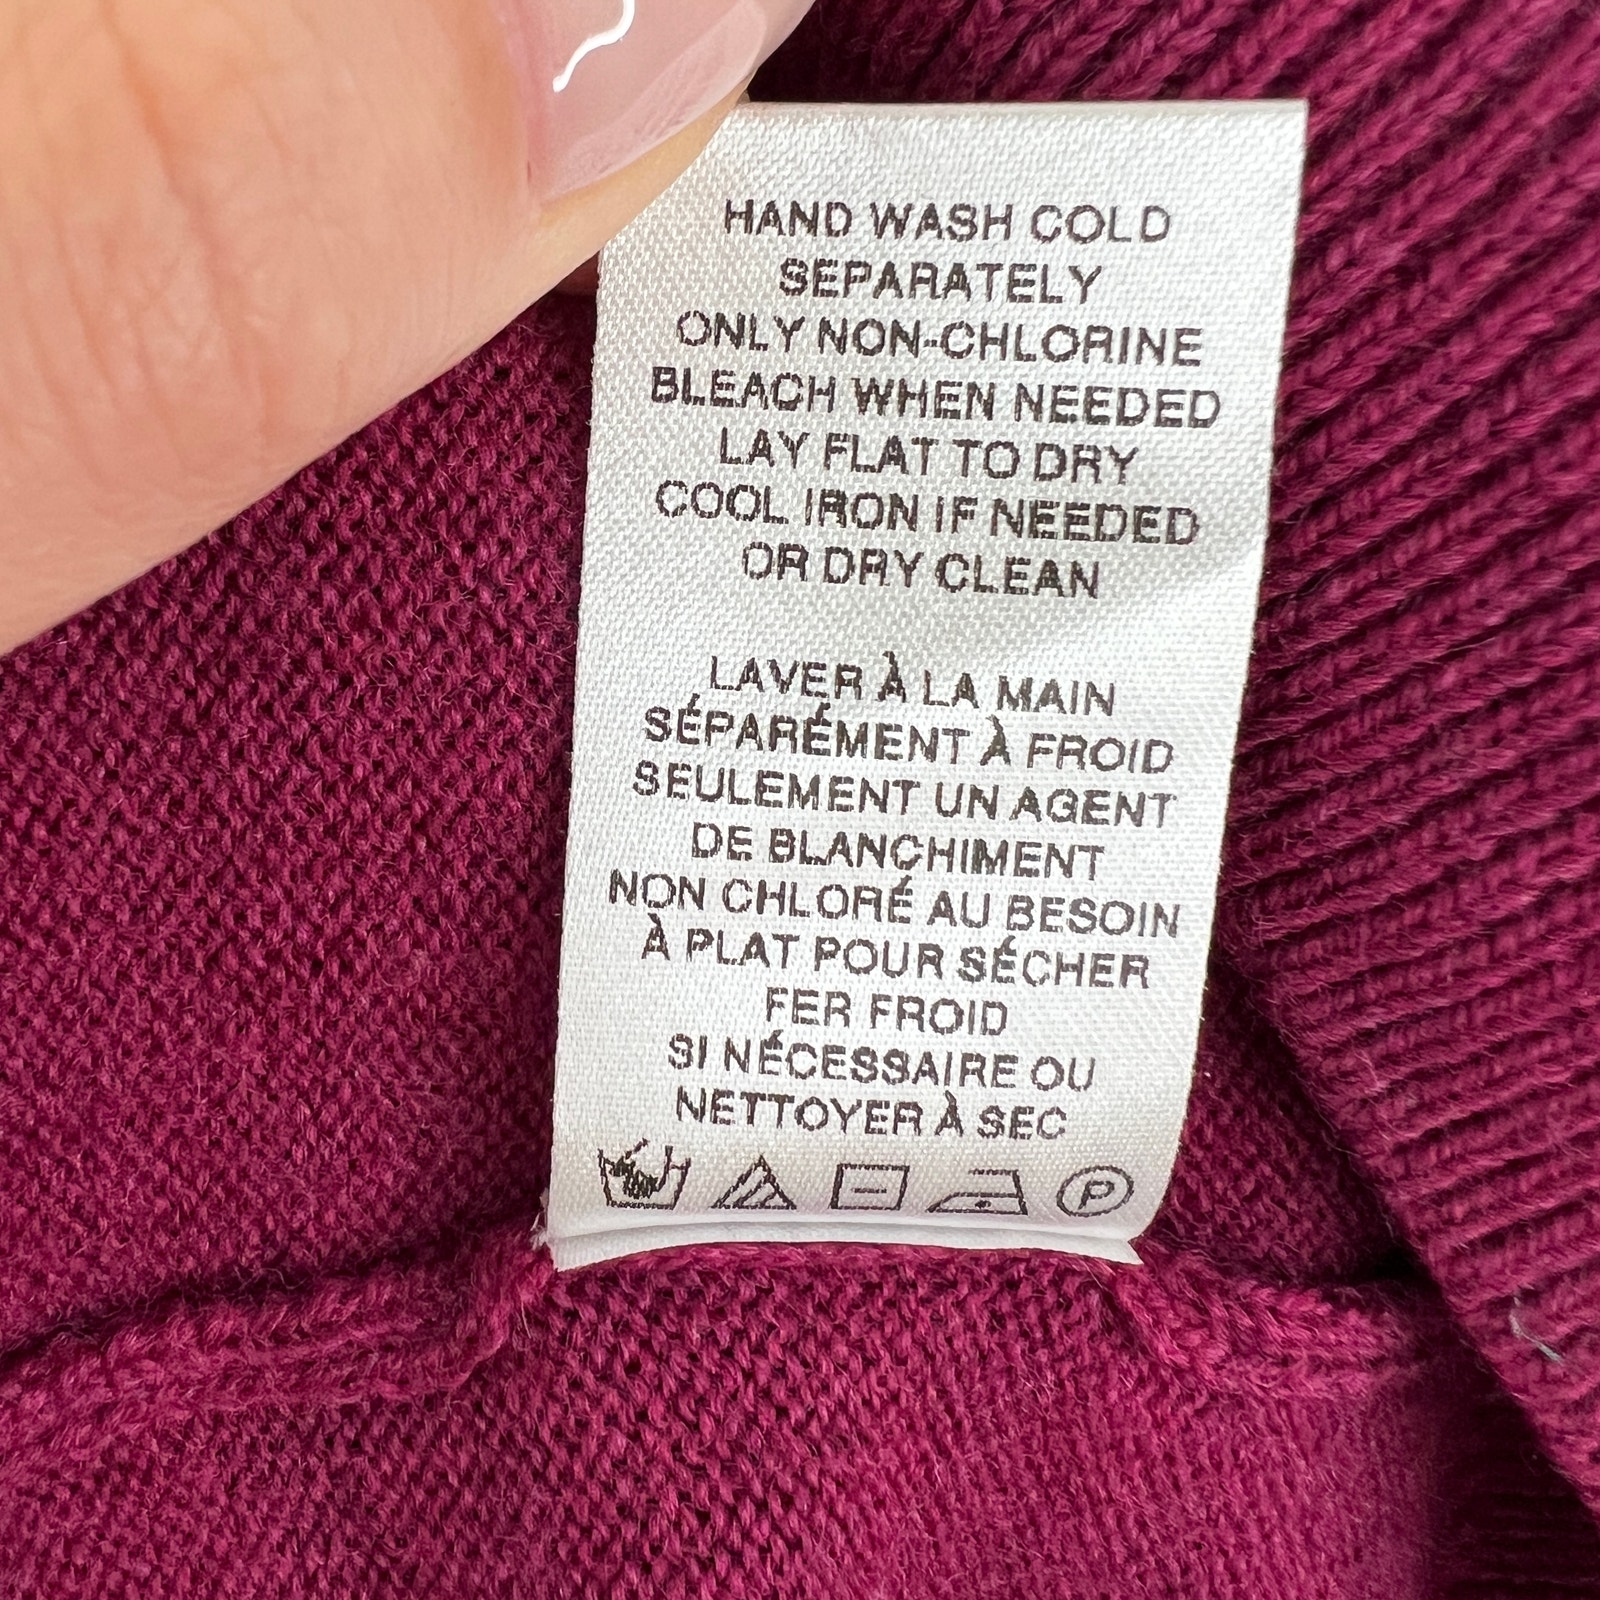 HAND WASH COLD
SEPARATELY
ONLY NON-CHLORINE
BLEACH WHEN NEEDED
LAY FLAT TO DRY
COOL IRON IF NEEDED
OR DRY CLEAN
LAVER À LA MAIN
SÉPARÉMENT À FROID
SEULEMENT UN AGENT
DE BLANCHIMENT
NON CHLORÉ AU BESOIN
À PLAT POUR SÉCHER
FER FROID
SI NÉCESSAIRE OU
NETTOYER À SEC
P